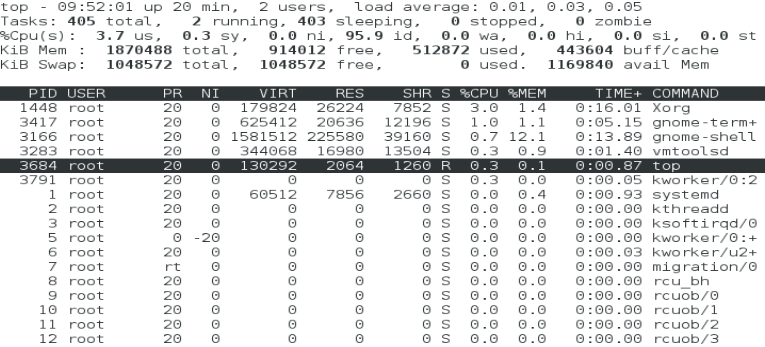 top - 09:52:01 up 20 min,  2 users,  load average: 0.01, 0.03, 0.05
Tasks: 405 total,   2 running, 403 sleeping,   0 stopped,   0 zombie
%Cpu(s):  3.7 us,  0.3 sy,  0.0 ni, 95.9 id,  0.0 wa,  0.0 hi,  0.0 si,  0.0 st
KiB Mem :  1870488 total,   914012 free,   512872 used,   443604 buff/cache
KiB Swap:  1048572 total,  1048572 free,        0 used.  1169840 avail Mem
PID USER PR NI VIRT RES SHR S %CPU %MEM TIME+ COMMAND
1448 root 20 0 179824 26224 7852 S 3.0 1.4 0:16.01 Xorg
3417 root 20 0 625412 20636 12196 S 1.0 1.1 0:05.15 gnome-term+
3166 root 20 0 1581512 225580 39160 S 0.7 12.1 0:13.89 gnome-shell
3283 root 20 0 344068 16980 13504 S 0.3 0.9 0:01.40 vmtoolsd
3684 root 20 0 130292 2064 1260 R 0.3 0.1 0:00.87 top
3791 root 20 0 0 0 0 S 0.3 0.0 0:00.05 kworker/0:2
1 root 20 0 60512 7856 2660 S 0.0 0.4 0:00.93 systemd
2 root 20 0 0 0 0 S 0.0 0.0 0:00.00 kthreadd
3 root 20 0 0 0 0 S 0.0 0.0 0:00.00 ksoftirqd/0
5 root 0 -20 0 0 0 S 0.0 0.0 0:00.00 kworker/0:+
6 root 20 0 0 0 0 S 0.0 0.0 0:00.03 kworker/u2+
7 root rt 0 0 0 0 S 0.0 0.0 0:00.00 migration/0
8 root 20 0 0 0 0 S 0.0 0.0 0:00.00 rcu_bh
9 root 20 0 0 0 0 S 0.0 0.0 0:00.00 rcuob/0
10 root 20 0 0 0 0 S 0.0 0.0 0:00.00 rcuob/1
11 root 20 0 0 0 0 S 0.0 0.0 0:00.00 rcuob/2
12 root 20 0 0 0 0 S 0.0 0.0 0:00.00 rcuob/3